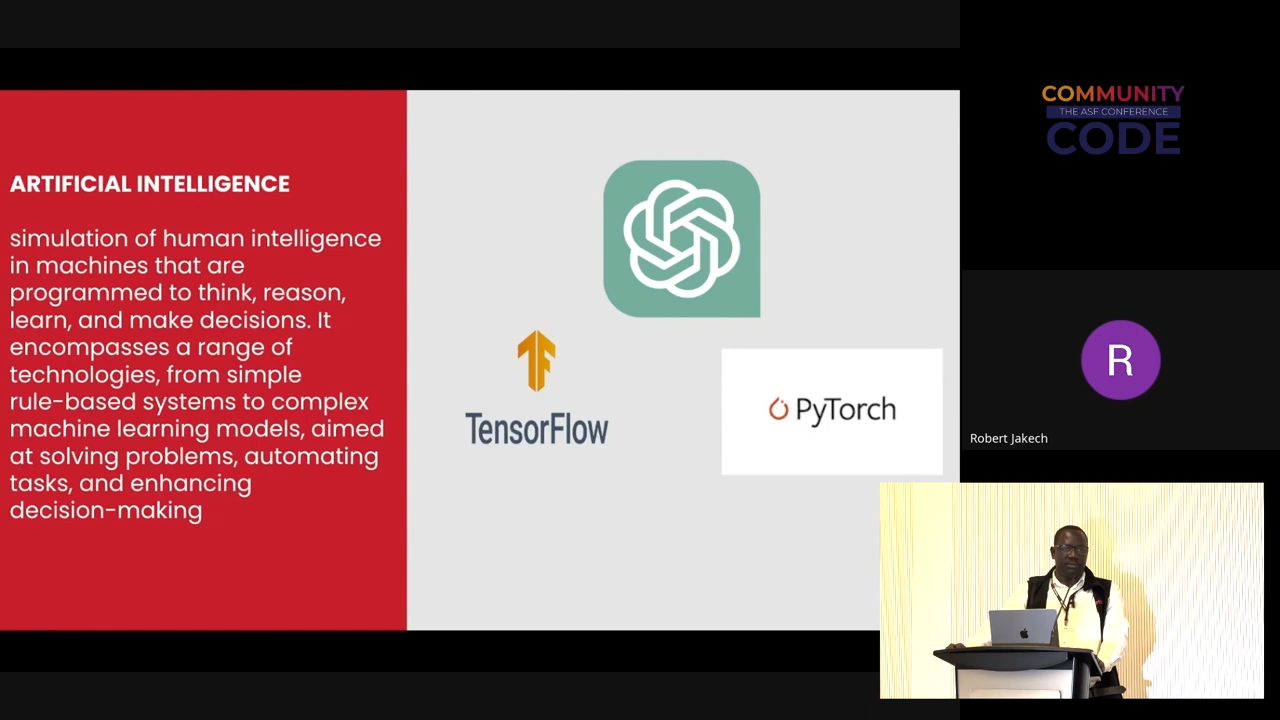 ARTIFICIAL INTELLIGENCE
simulation of human intelligence
in machines that are
programmed to think, reason,
learn, and make decisions. It
encompasses a range of
technologies, from simple
rule-based systems to complex
machine learning models, aimed
at solving problems, automating
tasks, and enhancing
decision-making
TensorFlow
PyTorch
COMMUNITY
THE ASF CONFERENCE
CODE
R
Robert Jakech